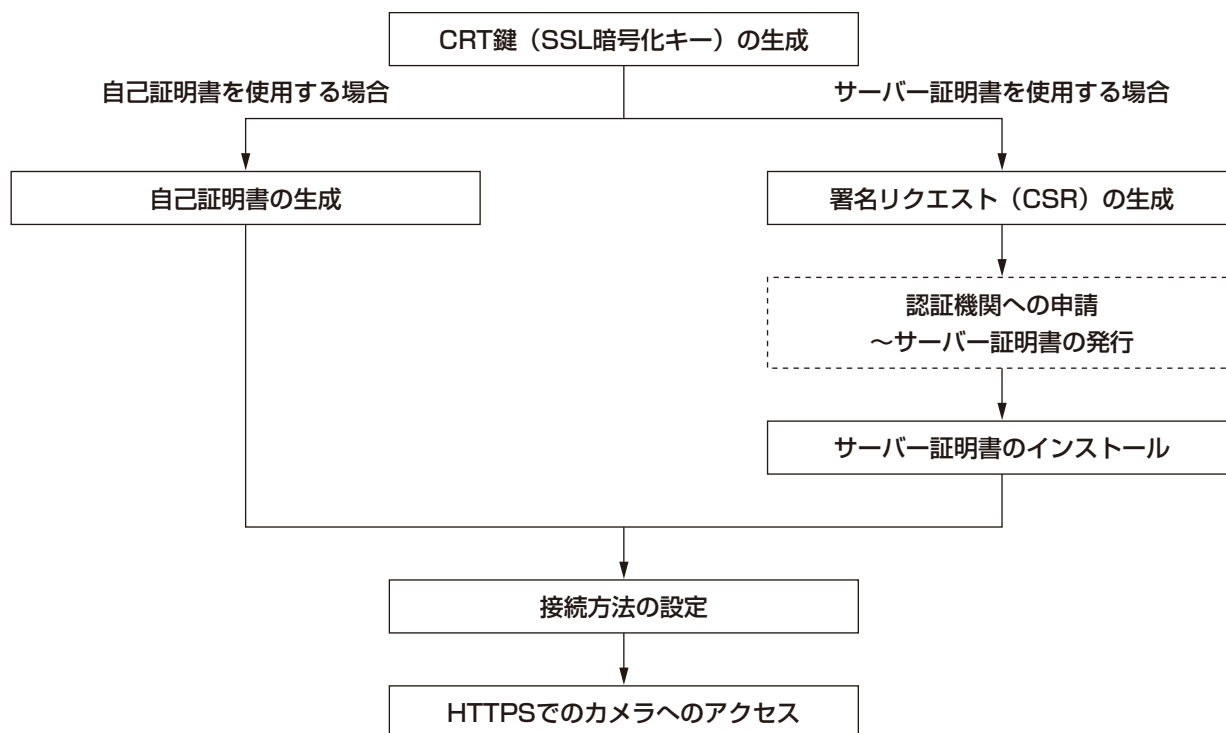 CRT鍵（SSL暗号化キー）の生成
自己証明書を使用する場合
サーバー証明書を使用する場合
自己証明書の生成
署名リクエスト（CSR）の生成
認証機関への申請
～サーバー証明書の発行
サーバー証明書のインストール
接続方法の設定
HTTPSでのカメラへのアクセス